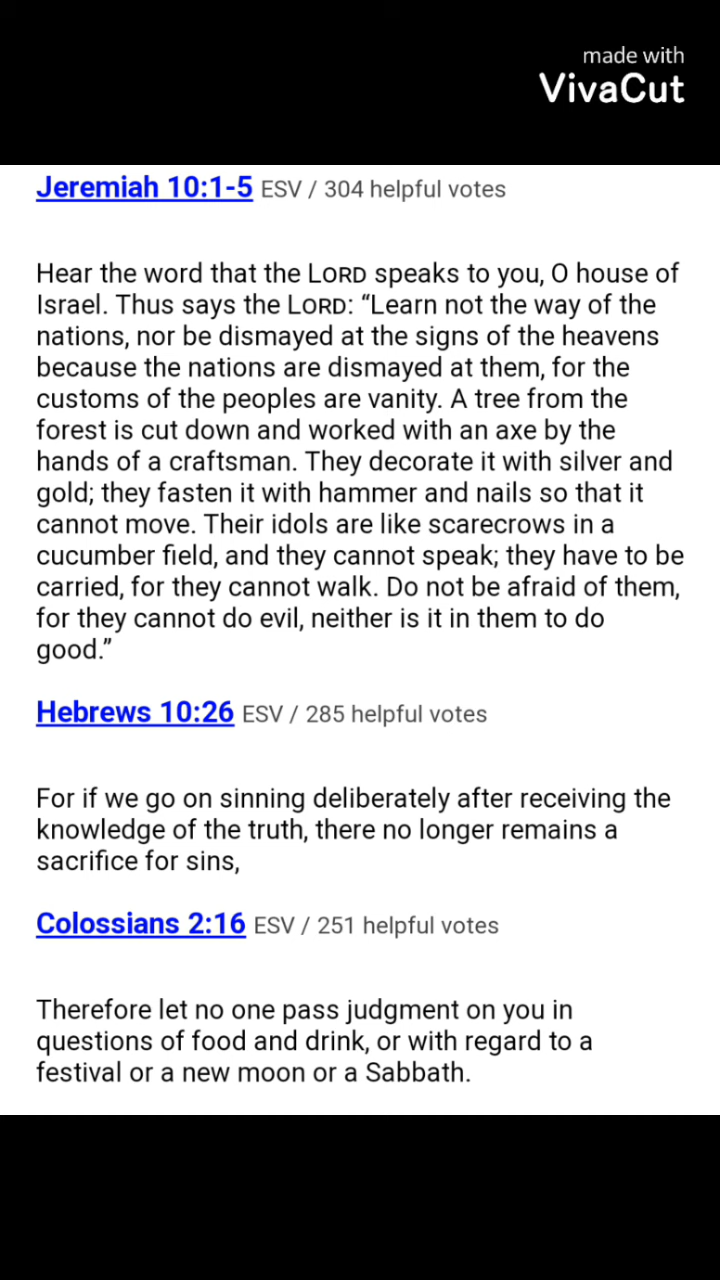 made with
VivaCut
Jeremiah 10:1-5 ESV / 304 helpful votes
Hear the word that the LORD speaks to you, O house of
Israel. Thus says the LORD: “Learn not the way of the
nations, nor be dismayed at the signs of the heavens
because the nations are dismayed at them, for the
customs of the peoples are vanity. A tree from the
forest is cut down and worked with an axe by the
hands of a craftsman. They decorate it with silver and
gold; they fasten it with hammer and nails so that it
cannot move. Their idols are like scarecrows in a
cucumber field, and they cannot speak; they have to be
carried, for they cannot walk. Do not be afraid of them,
for they cannot do evil, neither is it in them to do
good.”
Hebrews 10:26 ESV / 285 helpful votes
For if we go on sinning deliberately after receiving the
knowledge of the truth, there no longer remains a
sacrifice for sins,
Colossians 2:16 ESV / 251 helpful votes
Therefore let no one pass judgment on you in
questions of food and drink, or with regard to a
festival or a new moon or a Sabbath.